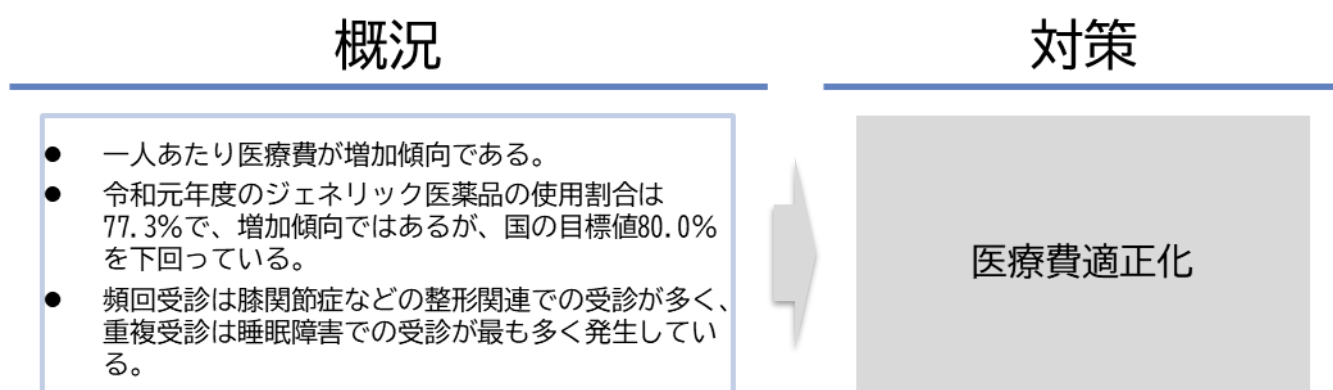 概況
対策
● 一人あたり医療費が増加傾向である。
● 令和元年度のジェネリック医薬品の使用割合は
77.3%で、増加傾向ではあるが、国の目標値80.0%
を下回っている。
● 頻回受診は膝関節症などの整形関連での受診が多く、
重複受診は睡眠障害での受診が最も多く発生してい
る。
医療費適正化